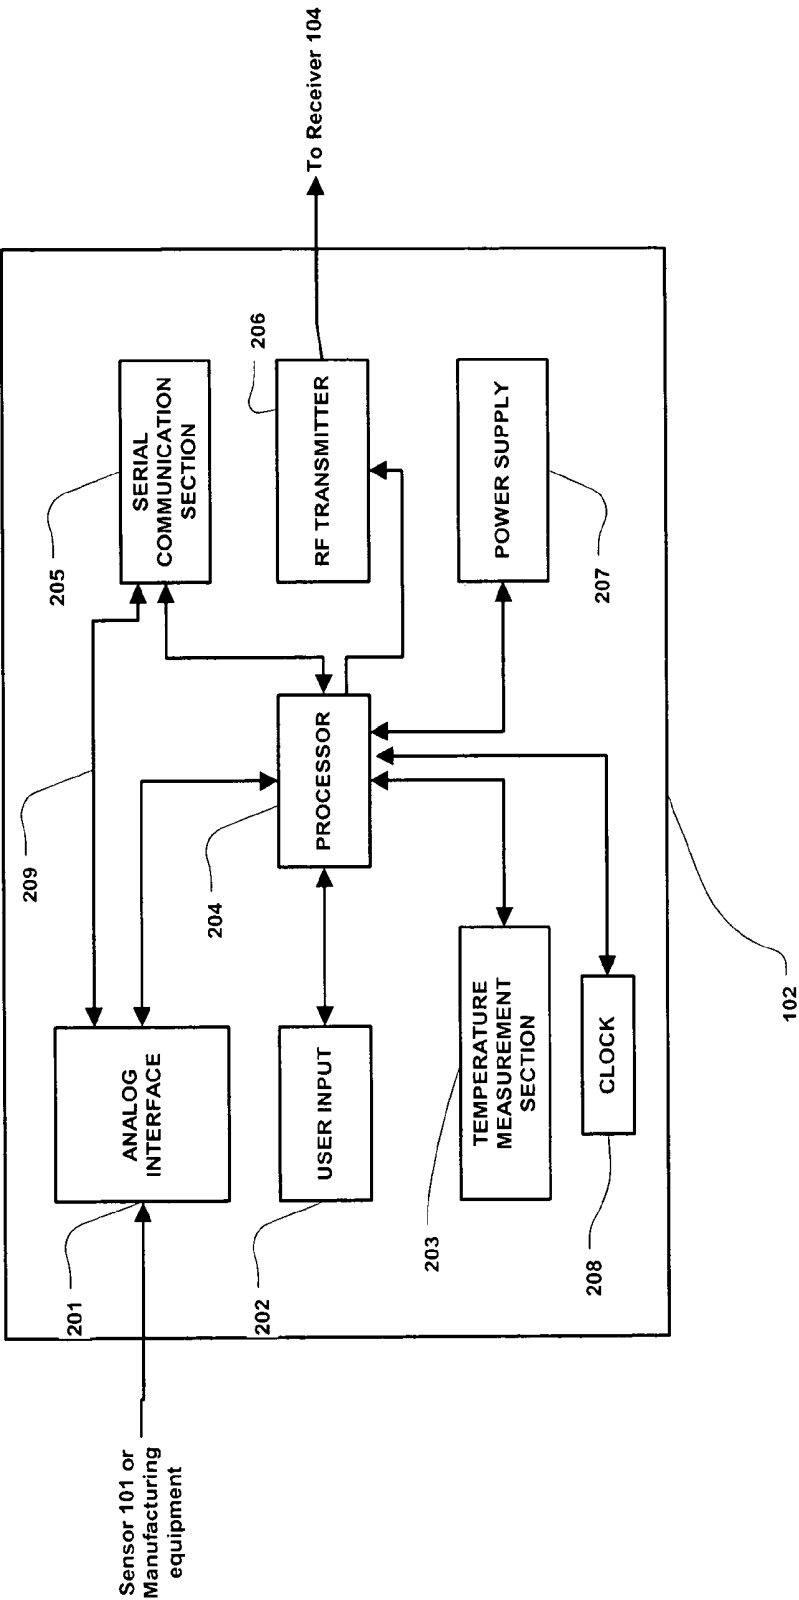 Sensor 101 or
Manufacturing
equipment
201
ANALOG
INTERFACE
209
205
SERIAL
COMMUNICATION
SECTION
202
USER INPUT
204
PROCESSOR
206
RF TRANSMITTER
To Receiver 104
203
TEMPERATURE
MEASUREMENT
SECTION
207
POWER SUPPLY
208
CLOCK
102